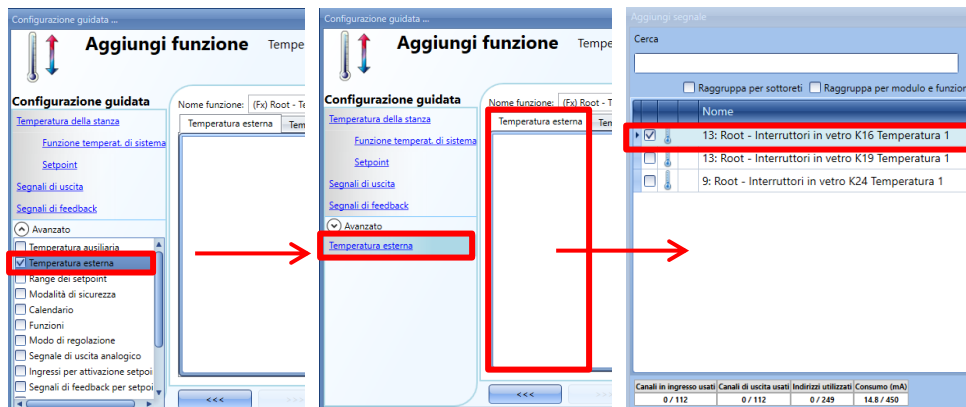 Configurazione guidata ...
Aggiungi funzione Tempe
Configurazione guidata
Temperatura della stanza
Funzione temperat. di sistema
Setpoint
Segnali di uscita
Segnali di feedback
Avanzato
Temperatura ausiliaria
Temperatura esterna
Range dei setpoint
Modalità di sicurezza
Calendario
Funzioni
Modo di regolazione
Segnale di uscita analogico
Ingressi per attivazione setpoi
Segnali di feedback per setpoi
Nome funzione: (Fx) Root - Te
Temperatura esterna Tem
<<<
Configurazione guidata ...
Aggiungi funzione Tempe
Configurazione guidata
Temperatura della stanza
Funzione temperat. di sistema
Setpoint
Segnali di uscita
Segnali di feedback
Avanzato
Temperatura esterna
Nome funzione: (Fx) Root - T
Temperatura esterna Ten
<<<
>>>
Aggiungi segnale
Cerca
Raggruppa per sottoreti Raggruppa per modulo e funzion
Nome
13: Root - Interruttori in vetro K16 Temperatura 1
13: Root - Interruttori in vetro K19 Temperatura 1
9: Root - Interruttori in vetro K24 Temperatura 1
Canali in ingresso usati Canali di uscita usati Indirizzi utilizzati Consumo (mA)
0 / 112 0 / 112 0 / 249 14.8 / 450